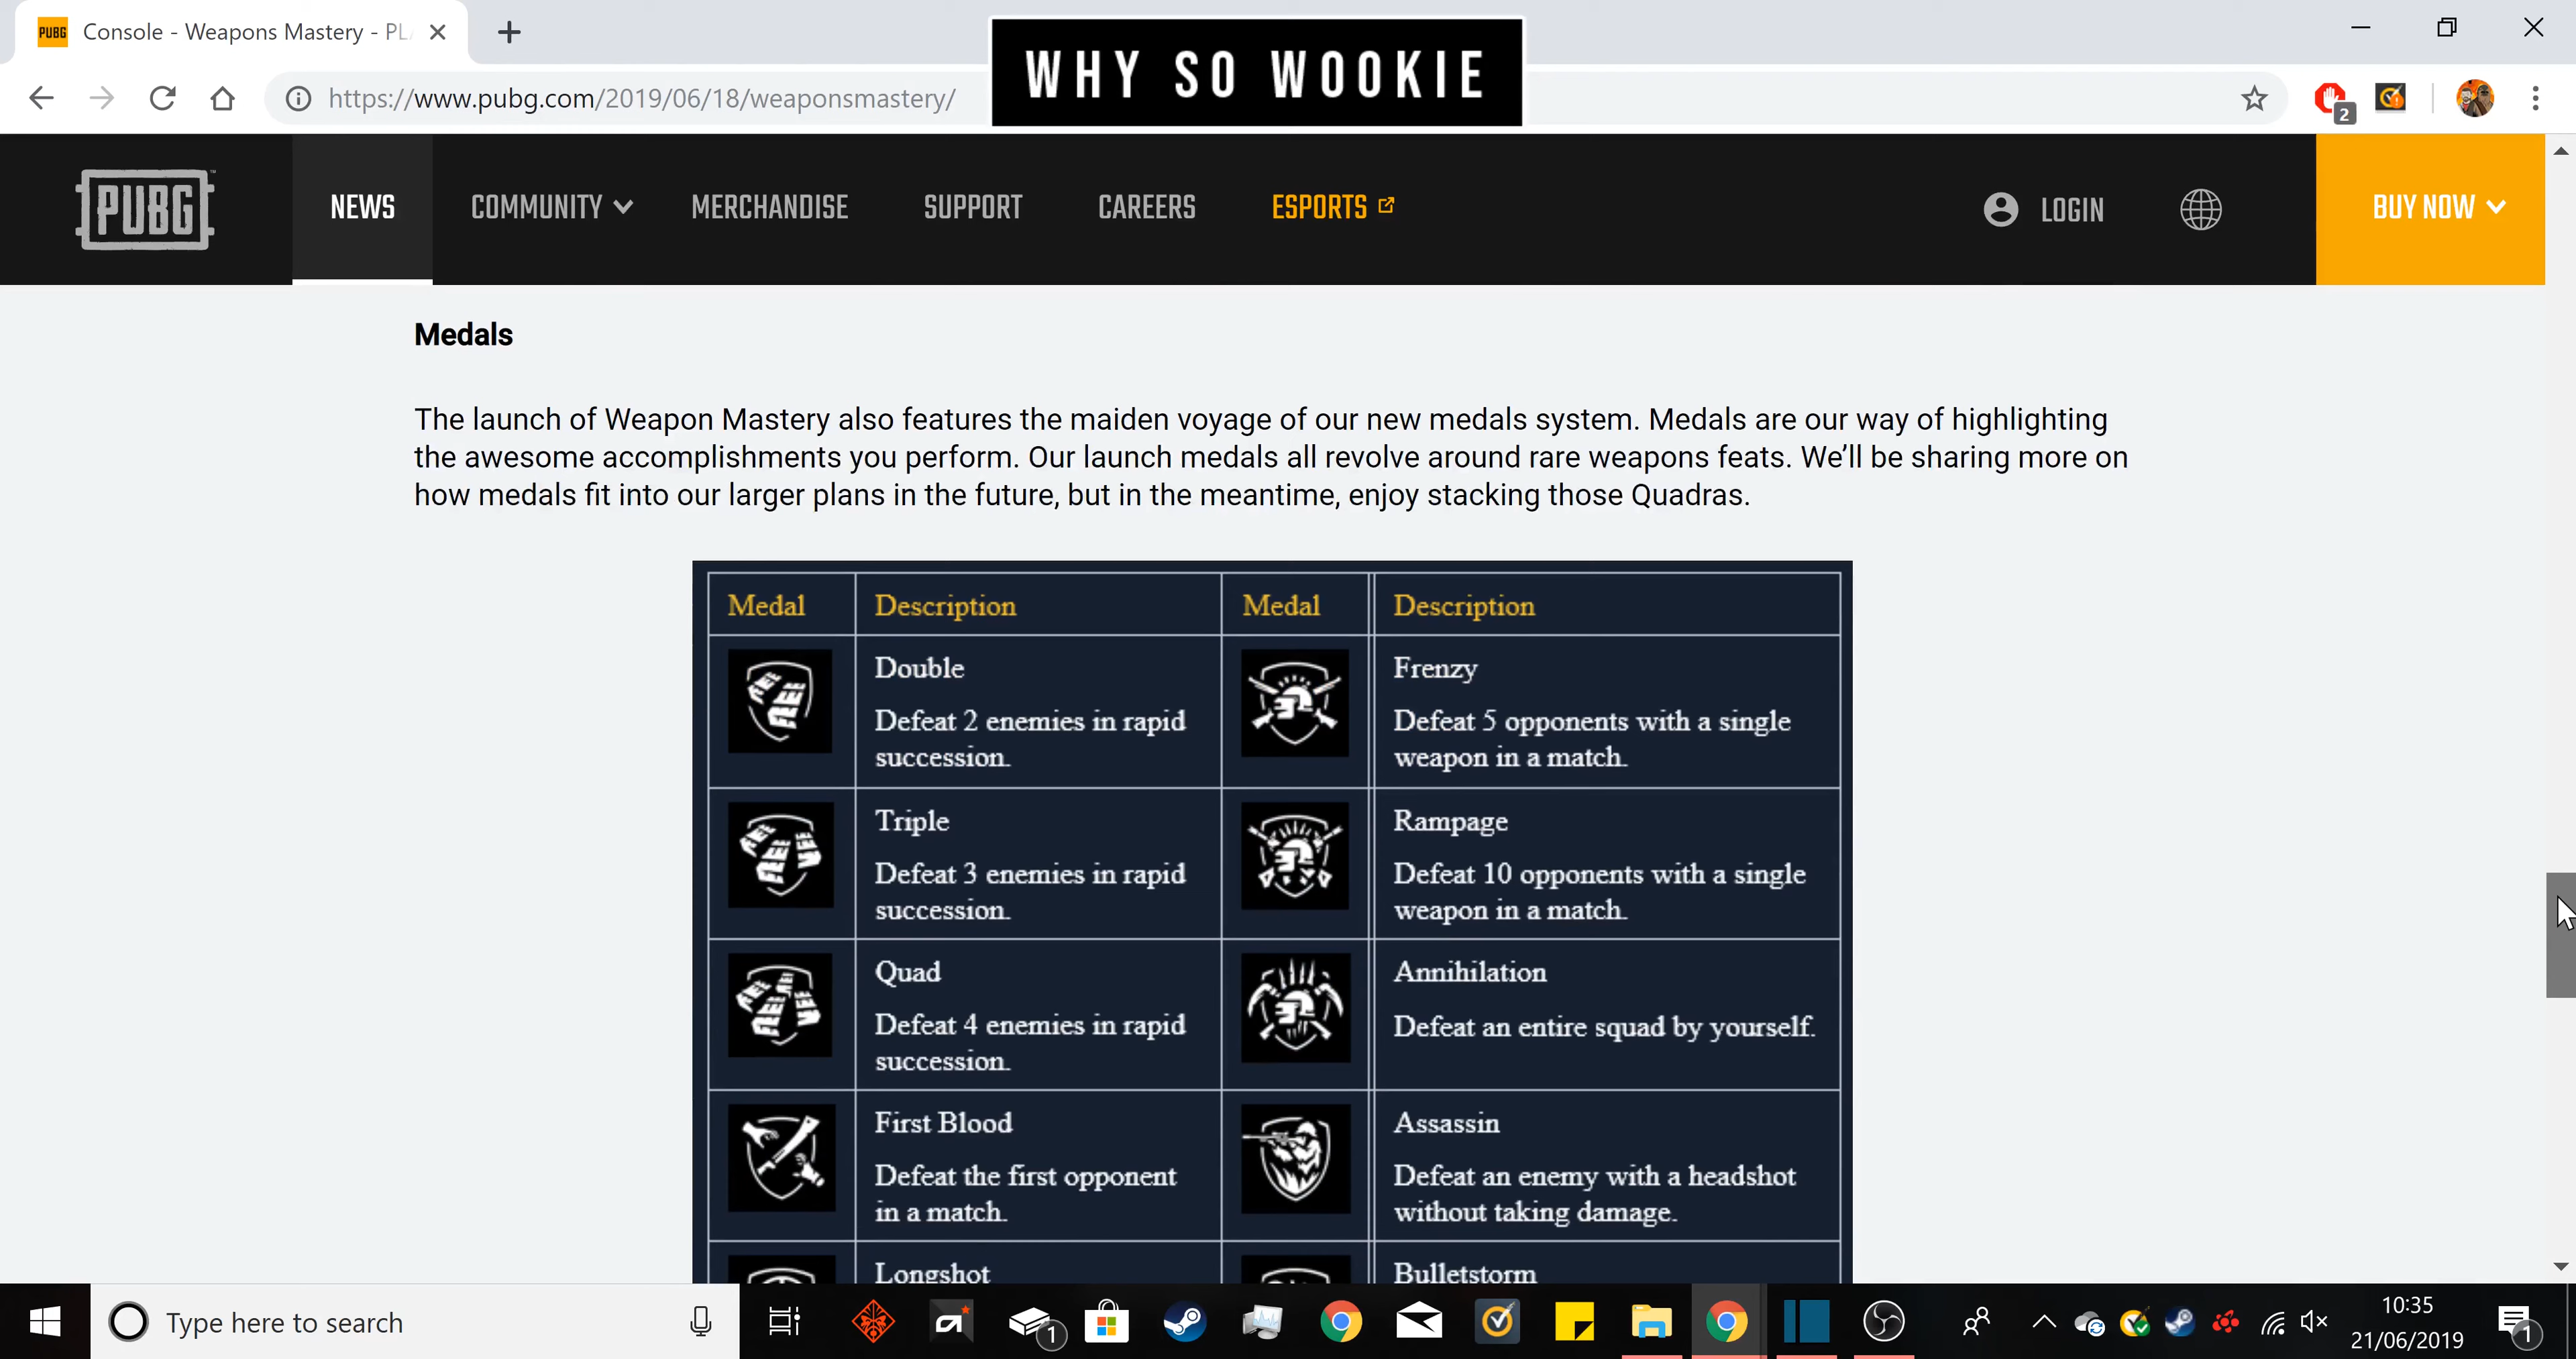 PUBG
Console - Weapons Mastery - PL
WHY SO WOOKIE
https://www.pubg.com/2019/06/18/weaponsmastery/
2
PUBG
NEWS
COMMUNITY
MERCHANDISE
SUPPORT
CAREERS
ESPORTS
LOGIN
BUY NOW
Medals
The launch of Weapon Mastery also features the maiden voyage of our new medals system. Medals are our way of highlighting
the awesome accomplishments you perform. Our launch medals all revolve around rare weapons feats. We'll be sharing more on
how medals fit into our larger plans in the future, but in the meantime, enjoy stacking those Quadras.
Medal Description Medal Description
Double
Defeat 2 enemies in rapid
succession.
Frenzy
Defeat 5 opponents with a single
weapon in a match.
Triple
Defeat 3 enemies in rapid
succession.
Rampage
Defeat 10 opponents with a single
weapon in a match.
Quad
Defeat 4 enemies in rapid
succession.
Annihilation
Defeat an entire squad by yourself.
First Blood
Defeat the first opponent
in a match.
Assassin
Defeat an enemy with a headshot
without taking damage.
Longshot
Bulletstorm
Type here to search
1
10:35
21/06/2019
1